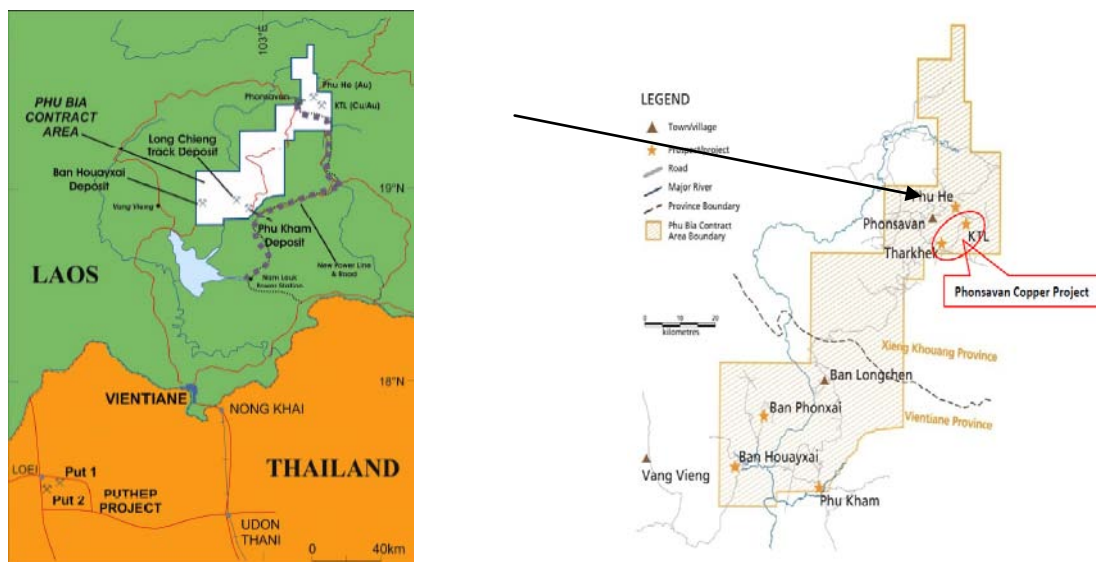 103°E
Phu He (Au)
Phonsavan
KTL (Cu/Au)
PHU BIA
CONTRACT
AREA
Long Chieng
Track Deposit
Ban Houayxai
Deposit
19°N
Vang Vieng
Phu Kham
Deposit
LAOS
New Power Line
& Road
Nam Leuk
Power Station
18°N
VIENTIANE
NONG KHAI
THAILAND
LOEI
Put 1
Put 2
PUTHEP
PROJECT
UDON
THANI
0 40km
LEGEND
Town/village
Prospect/project
Road
Major River
Province Boundary
Phu Bia Contract
Area Boundary
Phu He
Phonsavan
KTL
Tharkhek
Phonsavan Copper Project
0 10 20
kilometres
Xieng Khouang Province
Ban Longchen
Ban Phonxai
Vientiane Province
Ban Houayxai
Vang Vieng
Phu Kham